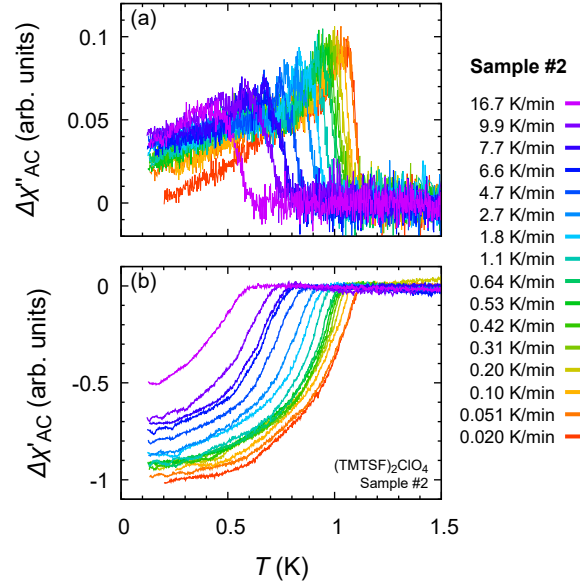 (a)
0.1
0.05
0
Δχ''AC (arb. units)
(b)
0
-0.5
-1
Δχ'AC (arb. units)
(TMTSF)2ClO4
Sample #2
0 0.5 1 1.5
T (K)
Sample #2
16.7 K/min
9.9 K/min
7.7 K/min
6.6 K/min
4.7 K/min
2.7 K/min
1.8 K/min
1.1 K/min
0.64 K/min
0.53 K/min
0.42 K/min
0.31 K/min
0.20 K/min
0.10 K/min
0.051 K/min
0.020 K/min